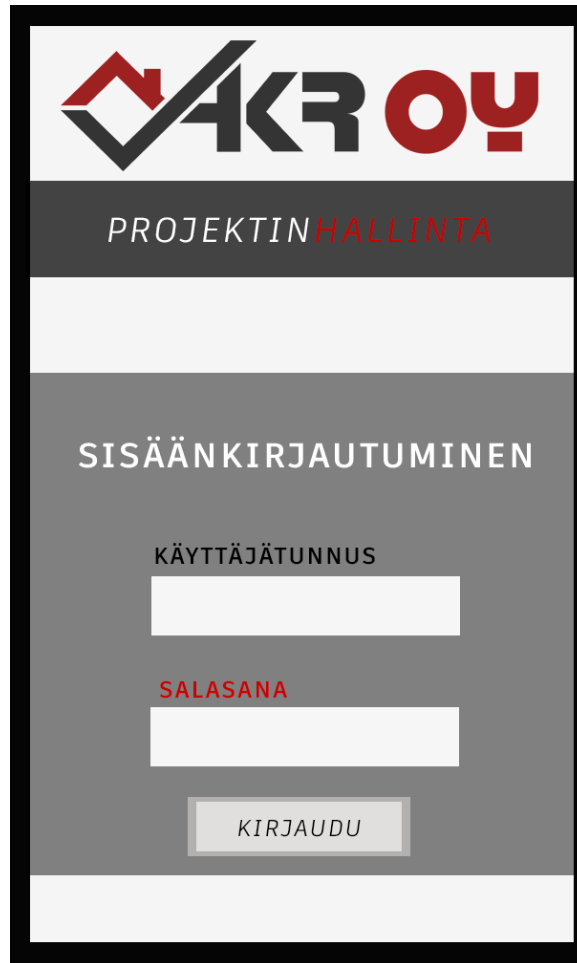 AKR OY
PROJEKTINHALLINTA
SISÄÄNKIRJAUTUMINEN
KÄYTTÄJÄTUNNUS
SALASANA
KIRJAUDU